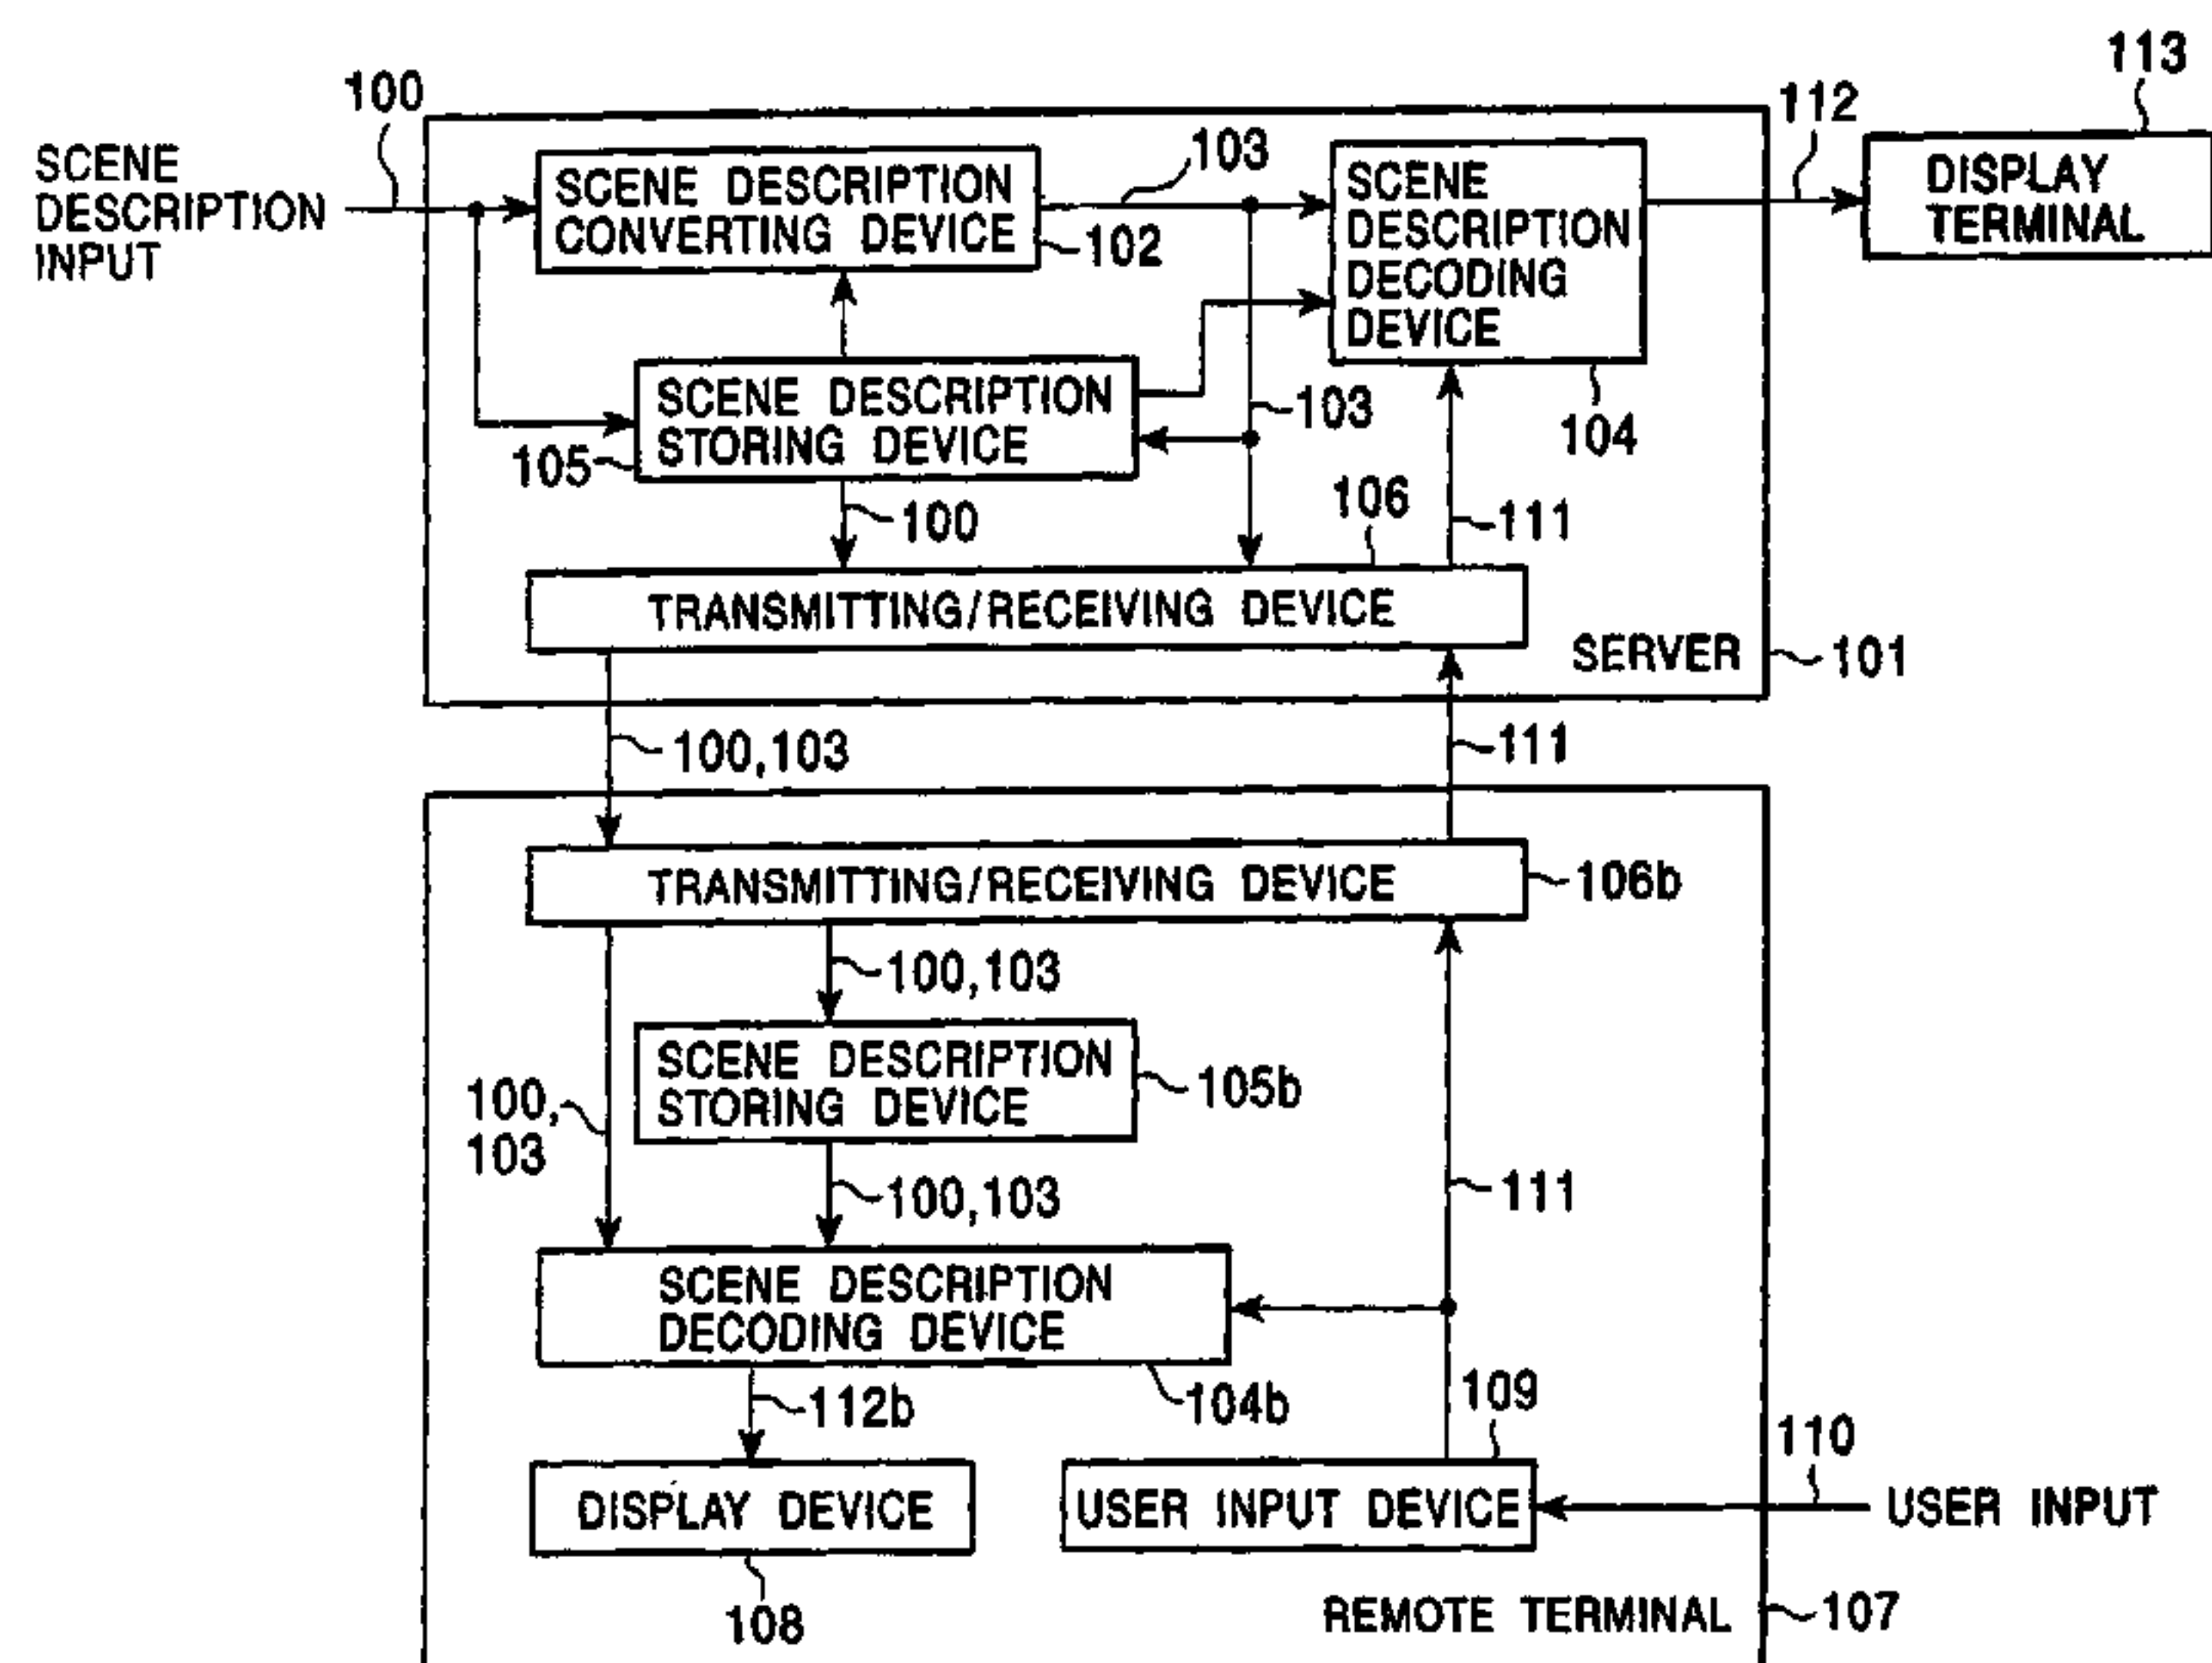 100
113
112
SCENE
DESCRIPTION
INPUT
SCENE DESCRIPTION
CONVERTING DEVICE
103
102
SCENE
DESCRIPTION
DECODING
DEVICE
DISPLAY
TERMINAL
SCENE DESCRIPTION
STORING DEVICE
103
104
105
100
106
111
TRANSMITTING/RECEIVING DEVICE
SERVER
101
100,103
111
TRANSMITTING/RECEIVING DEVICE
106b
100,103
SCENE DESCRIPTION
STORING DEVICE
105b
100,
103
100,103
111
SCENE DESCRIPTION
DECODING DEVICE
112b
104b
109
110
DISPLAY DEVICE
USER INPUT DEVICE
USER INPUT
108
REMOTE TERMINAL
107